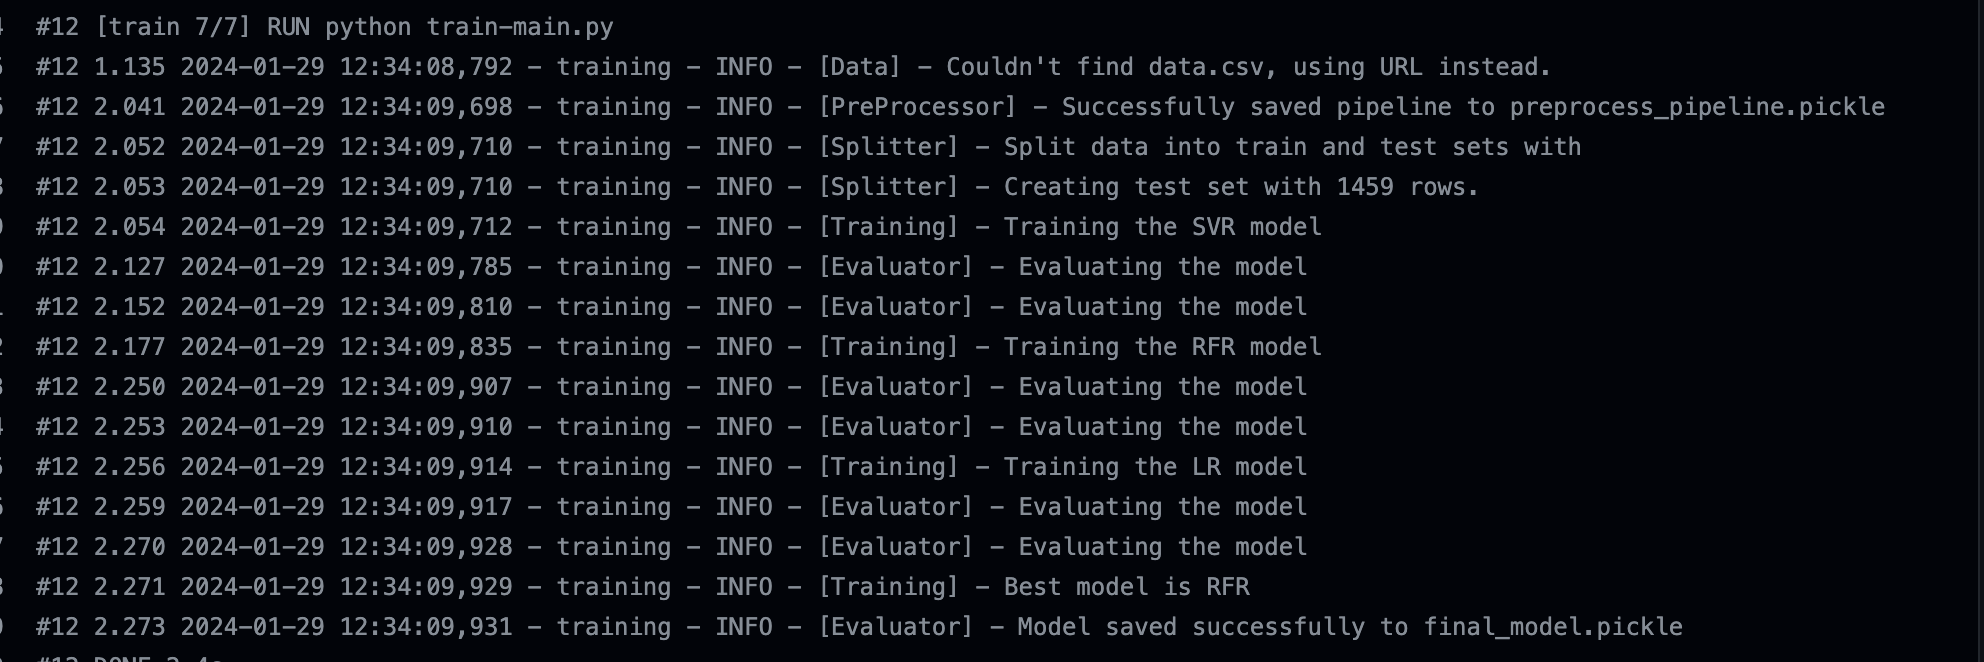 #12 [train 7/7] RUN python train-main.py
#12 1.135 2024-01-29 12:34:08,792 - training - INFO - [Data] - Couldn't find data.csv, using URL instead.
#12 2.041 2024-01-29 12:34:09,698 - training - INFO - [PreProcessor] - Successfully saved pipeline to preprocess_pipeline.pickle
#12 2.052 2024-01-29 12:34:09,710 - training - INFO - [Splitter] - Split data into train and test sets with
#12 2.053 2024-01-29 12:34:09,710 - training - INFO - [Splitter] - Creating test set with 1459 rows.
#12 2.054 2024-01-29 12:34:09,712 - training - INFO - [Training] - Training the SVR model
#12 2.127 2024-01-29 12:34:09,785 - training - INFO - [Evaluator] - Evaluating the model
#12 2.152 2024-01-29 12:34:09,810 - training - INFO - [Evaluator] - Evaluating the model
#12 2.177 2024-01-29 12:34:09,835 - training - INFO - [Training] - Training the RFR model
#12 2.250 2024-01-29 12:34:09,907 - training - INFO - [Evaluator] - Evaluating the model
#12 2.253 2024-01-29 12:34:09,910 - training - INFO - [Evaluator] - Evaluating the model
#12 2.256 2024-01-29 12:34:09,914 - training - INFO - [Training] - Training the LR model
#12 2.259 2024-01-29 12:34:09,917 - training - INFO - [Evaluator] - Evaluating the model
#12 2.270 2024-01-29 12:34:09,928 - training - INFO - [Evaluator] - Evaluating the model
#12 2.271 2024-01-29 12:34:09,929 - training - INFO - [Training] - Best model is RFR
#12 2.273 2024-01-29 12:34:09,931 - training - INFO - [Evaluator] - Model saved successfully to final_model.pickle